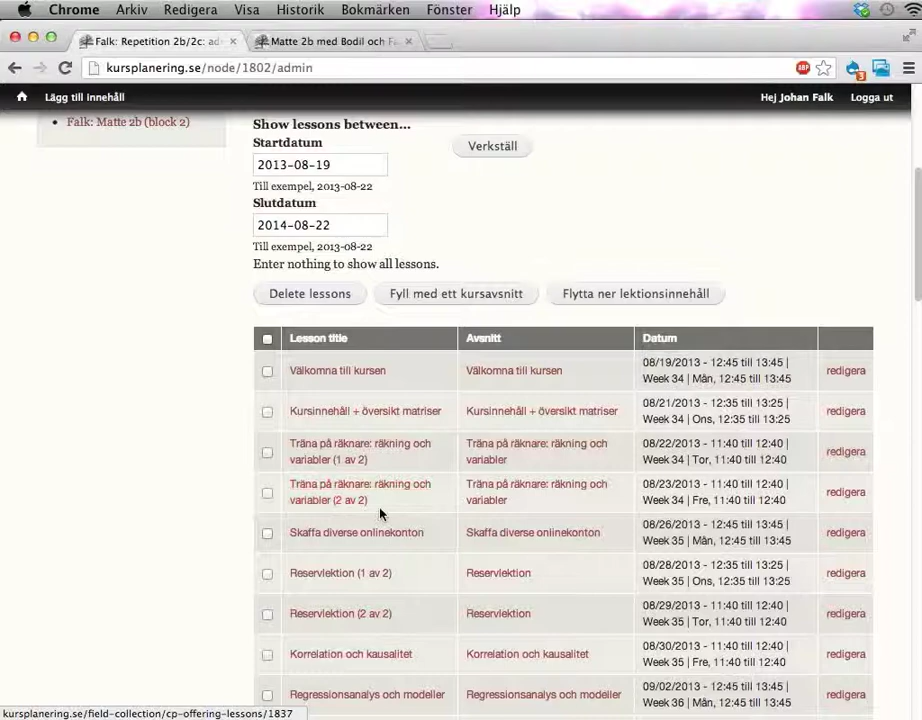 Chrome Arkiv Redigera Visa Historik Bokmärken Fönster Hjälp
Falk: Repetition 2b/2c: ad
Matte 2b med Bodil och Fa
kursplanering.se/node/1802/admin
ABP
3
Lägg till innehåll
Hej Johan Falk Logga ut
Falk: Matte 2b (block 2)
Show lessons between...
Startdatum
2013-08-19
Verkställ
Till exempel, 2013-08-22
Slutdatum
2014-08-22
Till exempel, 2013-08-22
Enter nothing to show all lessons.
Delete lessons Fyll med ett kursavsnitt Flytta ner lektionsinnehåll
Lesson title Avsnitt Datum
Välkomna till kursen Välkomna till kursen 08/19/2013 - 12:45 till 13:45 | redigera
Week 34 | Mån, 12:45 till 13:45
Kursinnehåll + översikt matriser Kursinnehåll + översikt matriser 08/21/2013 - 12:35 till 13:25 | redigera
Week 34 | Ons, 12:35 till 13:25
Träna på räknare: räkning och Träna på räknare: räkning och 08/22/2013 - 11:40 till 12:40 | redigera
variabler (1 av 2) variabler Week 34 | Tor, 11:40 till 12:40
Träna på räknare: räkning och Träna på räknare: räkning och 08/23/2013 - 11:40 till 12:40 | redigera
variabler (2 av 2) variabler Week 34 | Fre, 11:40 till 12:40
Skaffa diverse onlinekonton Skaffa diverse onlinekonton 08/26/2013 - 12:45 till 13:45 | redigera
Week 35 | Mån, 12:45 till 13:45
Reservlektion (1 av 2) Reservlektion 08/28/2013 - 12:35 till 13:25 | redigera
Week 35 | Ons, 12:35 till 13:25
Reservlektion (2 av 2) Reservlektion 08/29/2013 - 11:40 till 12:40 | redigera
Week 35 | Tor, 11:40 till 12:40
Korrelation och kausalitet Korrelation och kausalitet 08/30/2013 - 11:40 till 12:40 | redigera
Week 35 | Fre, 11:40 till 12:40
Regressionsanalys och modeller Regressionsanalys och modeller 09/02/2013 - 12:45 till 13:45 | redigera
Week 36 | Mån, 12:45 till 13:45
kursplanering.se/field-collection/cp-offering-lessons/1837